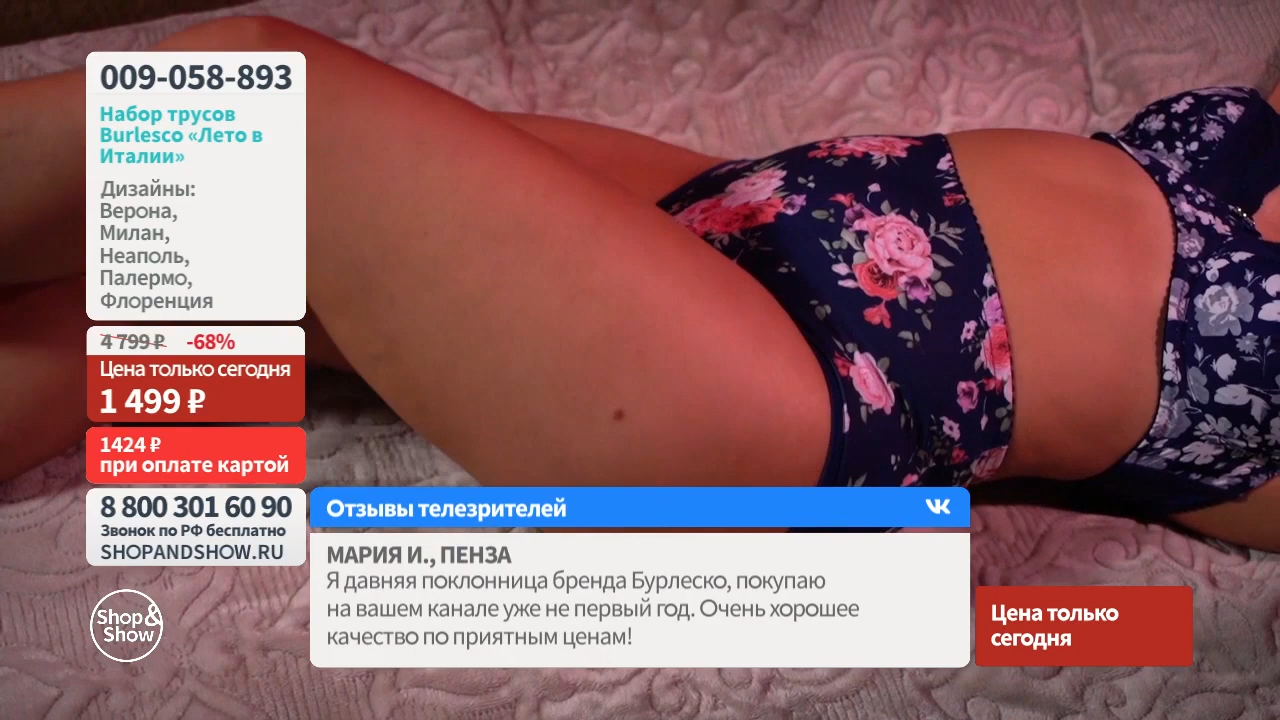 009-058-893
Набор трусов
Burlesco «Лето в
Италии»
Дизайны:
Верона,
Милан,
Неаполь,
Палермо,
Флоренция
4 799 ₽ -68%
Цена только сегодня
1 499 ₽
1424 ₽
при оплате картой
8 800 301 60 90
Звонок по РФ бесплатно
SHOPANDSHOW.RU
Shop&
Show
Отзывы телезрителей
МАРИЯ И., ПЕНЗА
Я давняя поклонница бренда Бурлеско, покупаю
на вашем канале уже не первый год. Очень хорошее
качество по приятным ценам!
Цена только
сегодня